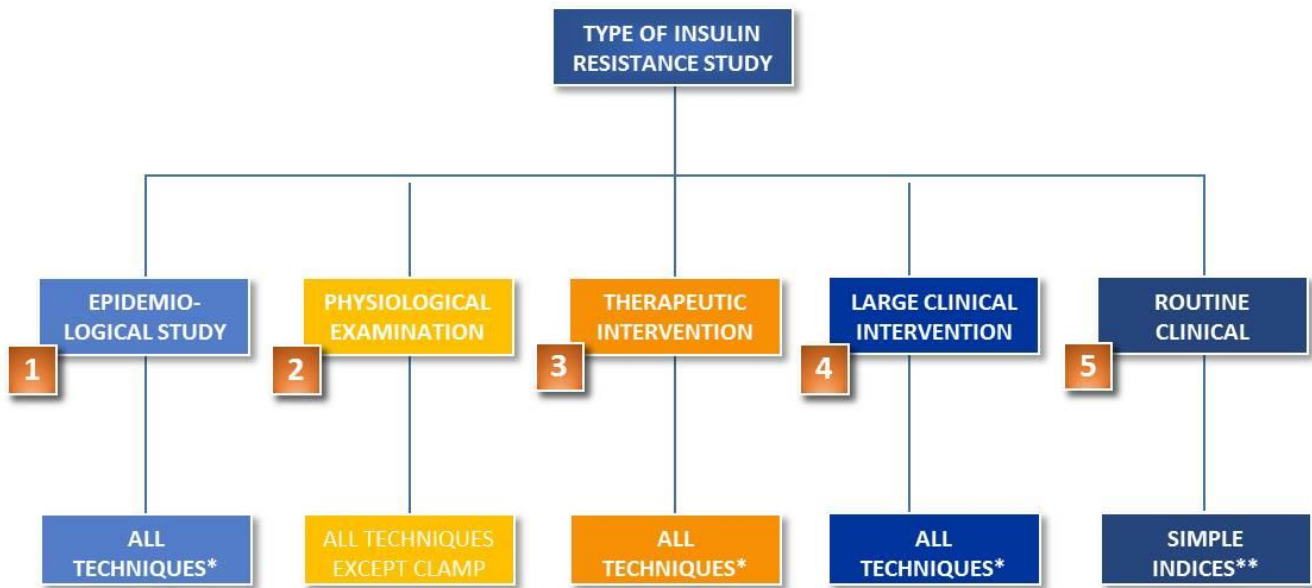 TYPE OF INSULIN
RESISTANCE STUDY
EPIDEMIO-
LOGICAL STUDY
1
PHYSIOLOGICAL
EXAMINATION
2
THERAPEUTIC
INTERVENTION
3
LARGE CLINICAL
INTERVENTION
4
ROUTINE
CLINICAL
5
ALL
TECHNIQUES*
ALL TECHNIQUES
EXCEPT CLAMP
ALL
TECHNIQUES*
ALL
TECHNIQUES*
SIMPLE
INDICES**